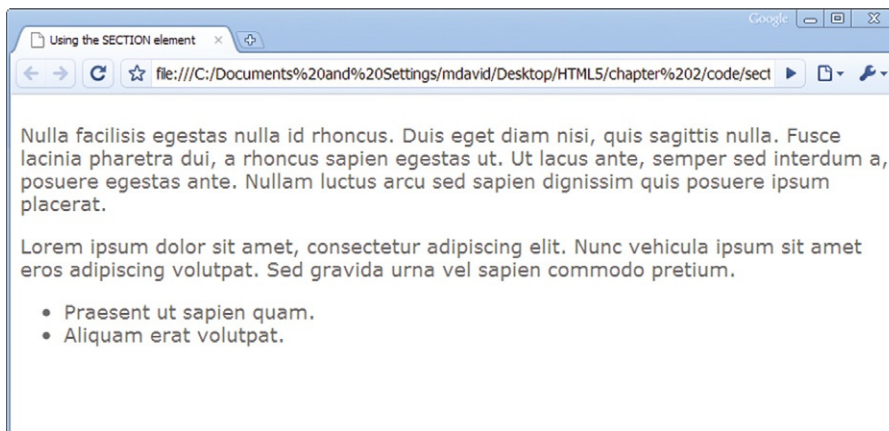 Google
Using the SECTION element
file:///C:/Documents%20and%20Settings/mdavid/Desktop/HTML5/chapter%202/code/sect
Nulla facilisis egestas nulla id rhoncus. Duis eget diam nisi, quis sagittis nulla. Fusce
lacinia pharetra dui, a rhoncus sapien egestas ut. Ut lacus ante, semper sed interdum a,
posuere egestas ante. Nullam luctus arcu sed sapien dignissim quis posuere ipsum
placerat.
Lorem ipsum dolor sit amet, consectetur adipiscing elit. Nunc vehicula ipsum sit amet
eros adipiscing volutpat. Sed gravida urna vel sapien commodo pretium.
• Praesent ut sapien quam.
• Aliquam erat volutpat.